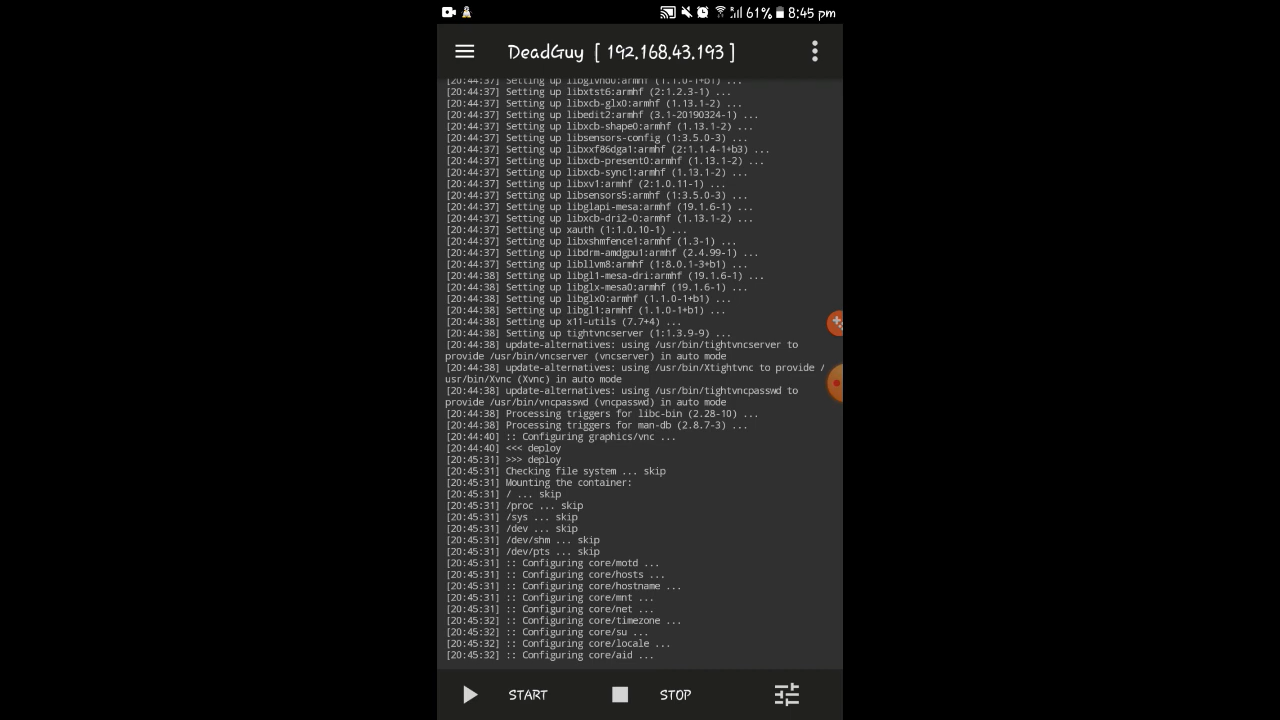 61% 8:45 pm
DeadGuy [ 192.168.43.193 ]
[20:44:37] Setting up libglvnd0:armhf (1.1.0-1+b1) ...
[20:44:37] Setting up libxtst6:armhf (2:1.2.3-1) ...
[20:44:37] Setting up libxcb-glx0:armhf (1.13.1-2) ...
[20:44:37] Setting up libedit2:armhf (3.1-20190324-1) ...
[20:44:37] Setting up libxcb-shape0:armhf (1.13.1-2) ...
[20:44:37] Setting up libsensors-config (1:3.5.0-3) ...
[20:44:37] Setting up libxxf86dga1:armhf (2:1.1.4-1+b3) ...
[20:44:37] Setting up libxcb-present0:armhf (1.13.1-2) ...
[20:44:37] Setting up libxcb-sync1:armhf (1.13.1-2) ...
[20:44:37] Setting up libxv1:armhf (2:1.0.11-1) ...
[20:44:37] Setting up libsensors5:armhf (1:3.5.0-3) ...
[20:44:37] Setting up libglapi-mesa:armhf (19.1.6-1) ...
[20:44:37] Setting up libxcb-dri2-0:armhf (1.13.1-2) ...
[20:44:37] Setting up xauth (1:1.0.10-1) ...
[20:44:37] Setting up libxshmfence1:armhf (1.3-1) ...
[20:44:37] Setting up libdrm-amdgpu1:armhf (2.4.99-1) ...
[20:44:37] Setting up libllvm8:armhf (1:8.0.1-3+b1) ...
[20:44:38] Setting up libgl1-mesa-dri:armhf (19.1.6-1) ...
[20:44:38] Setting up libglx-mesa0:armhf (19.1.6-1) ...
[20:44:38] Setting up libglx0:armhf (1.1.0-1+b1) ...
[20:44:38] Setting up libgl1:armhf (1.1.0-1+b1) ...
[20:44:38] Setting up x11-utils (7.7+4) ...
[20:44:38] Setting up tightvncserver (1:1.3.9-9) ...
[20:44:38] update-alternatives: using /usr/bin/tightvncserver to
provide /usr/bin/vncserver (vncserver) in auto mode
[20:44:38] update-alternatives: using /usr/bin/Xtightvnc to provide /
usr/bin/Xvnc (Xvnc) in auto mode
[20:44:38] update-alternatives: using /usr/bin/tightvncpasswd to
provide /usr/bin/vncpasswd (vncpasswd) in auto mode
[20:44:38] Processing triggers for libc-bin (2.28-10) ...
[20:44:38] Processing triggers for man-db (2.8.7-3) ...
[20:44:40] :: Configuring graphics/vnc ...
[20:44:40] <<< deploy
[20:45:31] >>> deploy
[20:45:31] Checking file system ... skip
[20:45:31] Mounting the container:
[20:45:31] / ... skip
[20:45:31] /proc ... skip
[20:45:31] /sys ... skip
[20:45:31] /dev ... skip
[20:45:31] /dev/shm ... skip
[20:45:31] /dev/pts ... skip
[20:45:31] :: Configuring core/motd ...
[20:45:31] :: Configuring core/hosts ...
[20:45:31] :: Configuring core/hostname ...
[20:45:31] :: Configuring core/mnt ...
[20:45:31] :: Configuring core/net ...
[20:45:32] :: Configuring core/timezone ...
[20:45:32] :: Configuring core/su ...
[20:45:32] :: Configuring core/locale ...
[20:45:32] :: Configuring core/aid ...
START STOP